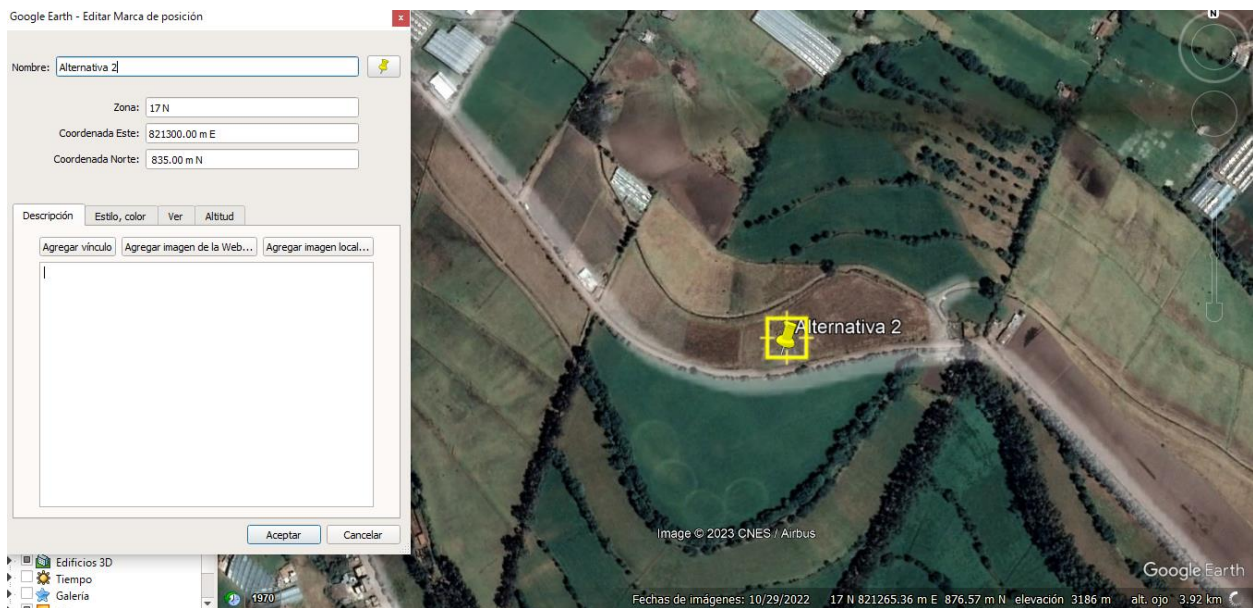 Google Earth - Editar Marca de posición
x
Nombre: Alternativa 2
Zona: 17 N
Coordenada Este: 821300.00 m E
Coordenada Norte: 835.00 m N
Descripción Estilo, color Ver Altitud
Agregar vínculo Agregar imagen de la Web... Agregar imagen local...
Aceptar Cancelar
Edificios 3D
Tiempo
Galería
1970
N
Alternativa 2
Image © 2023 CNES / Airbus
Google Earth
Fechas de imágenes: 10/29/2022 17 N 821265.36 m E 876.57 m N elevación 3186 m alt. ojo 3.92 km